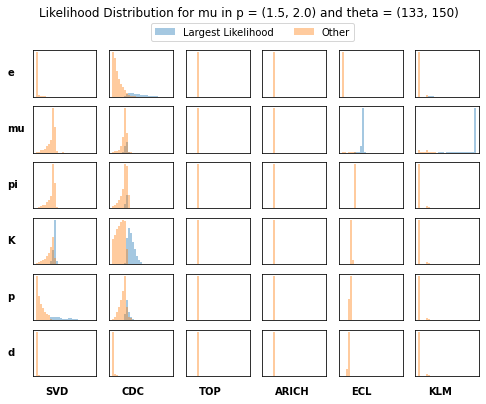 Likelihood Distribution for mu in p = (1.5, 2.0) and theta = (133, 150)
Largest Likelihood Other
e
mu
pi
K
p
d
SVD CDC TOP ARICH ECL KLM